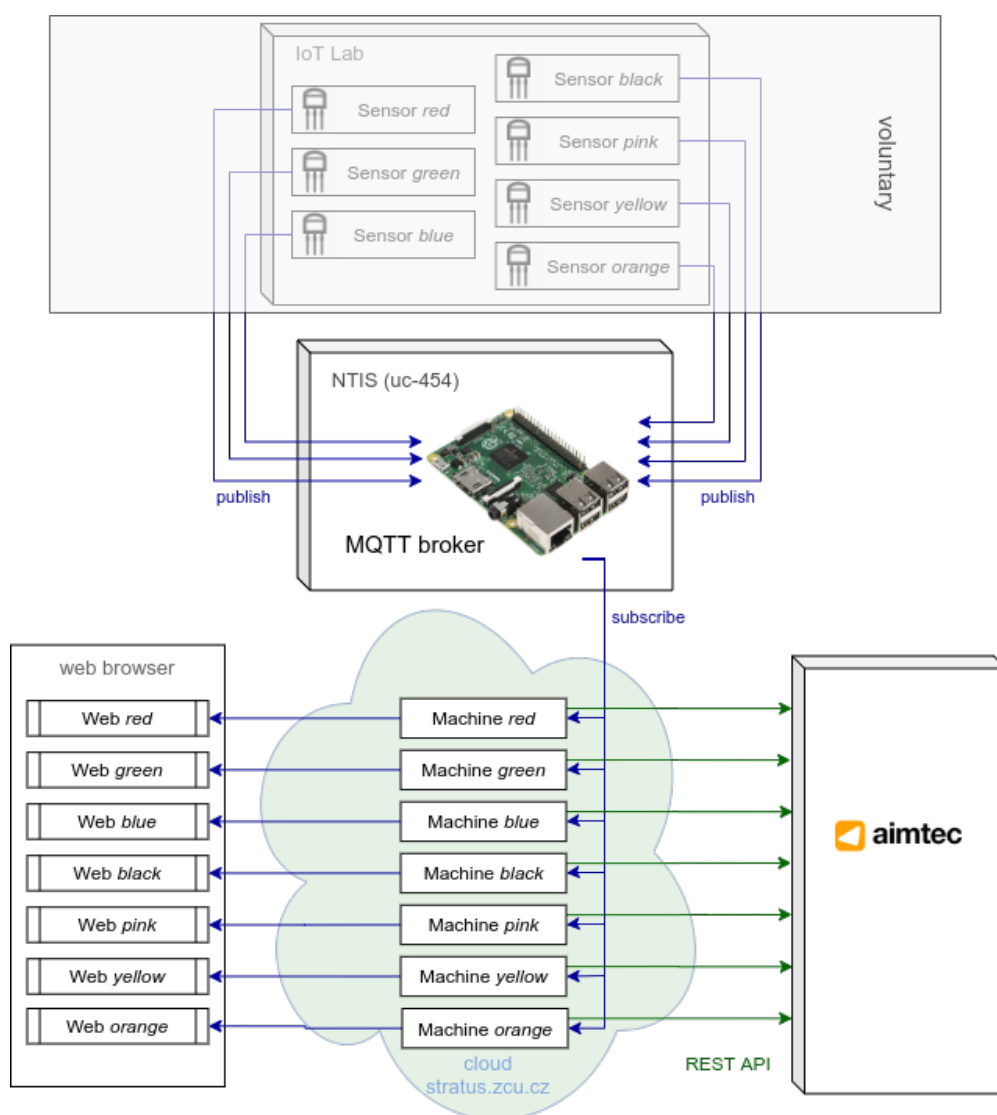 IoT Lab
Sensor red
Sensor green
Sensor blue
Sensor black
Sensor pink
Sensor yellow
Sensor orange
voluntary
NTIS (uc-454)
publish
publish
MQTT broker
subscribe
web browser
Web red
Web green
Web blue
Web black
Web pink
Web yellow
Web orange
Machine red
Machine green
Machine blue
Machine black
Machine pink
Machine yellow
Machine orange
cloud
stratus.zcu.cz
aimtec
REST API